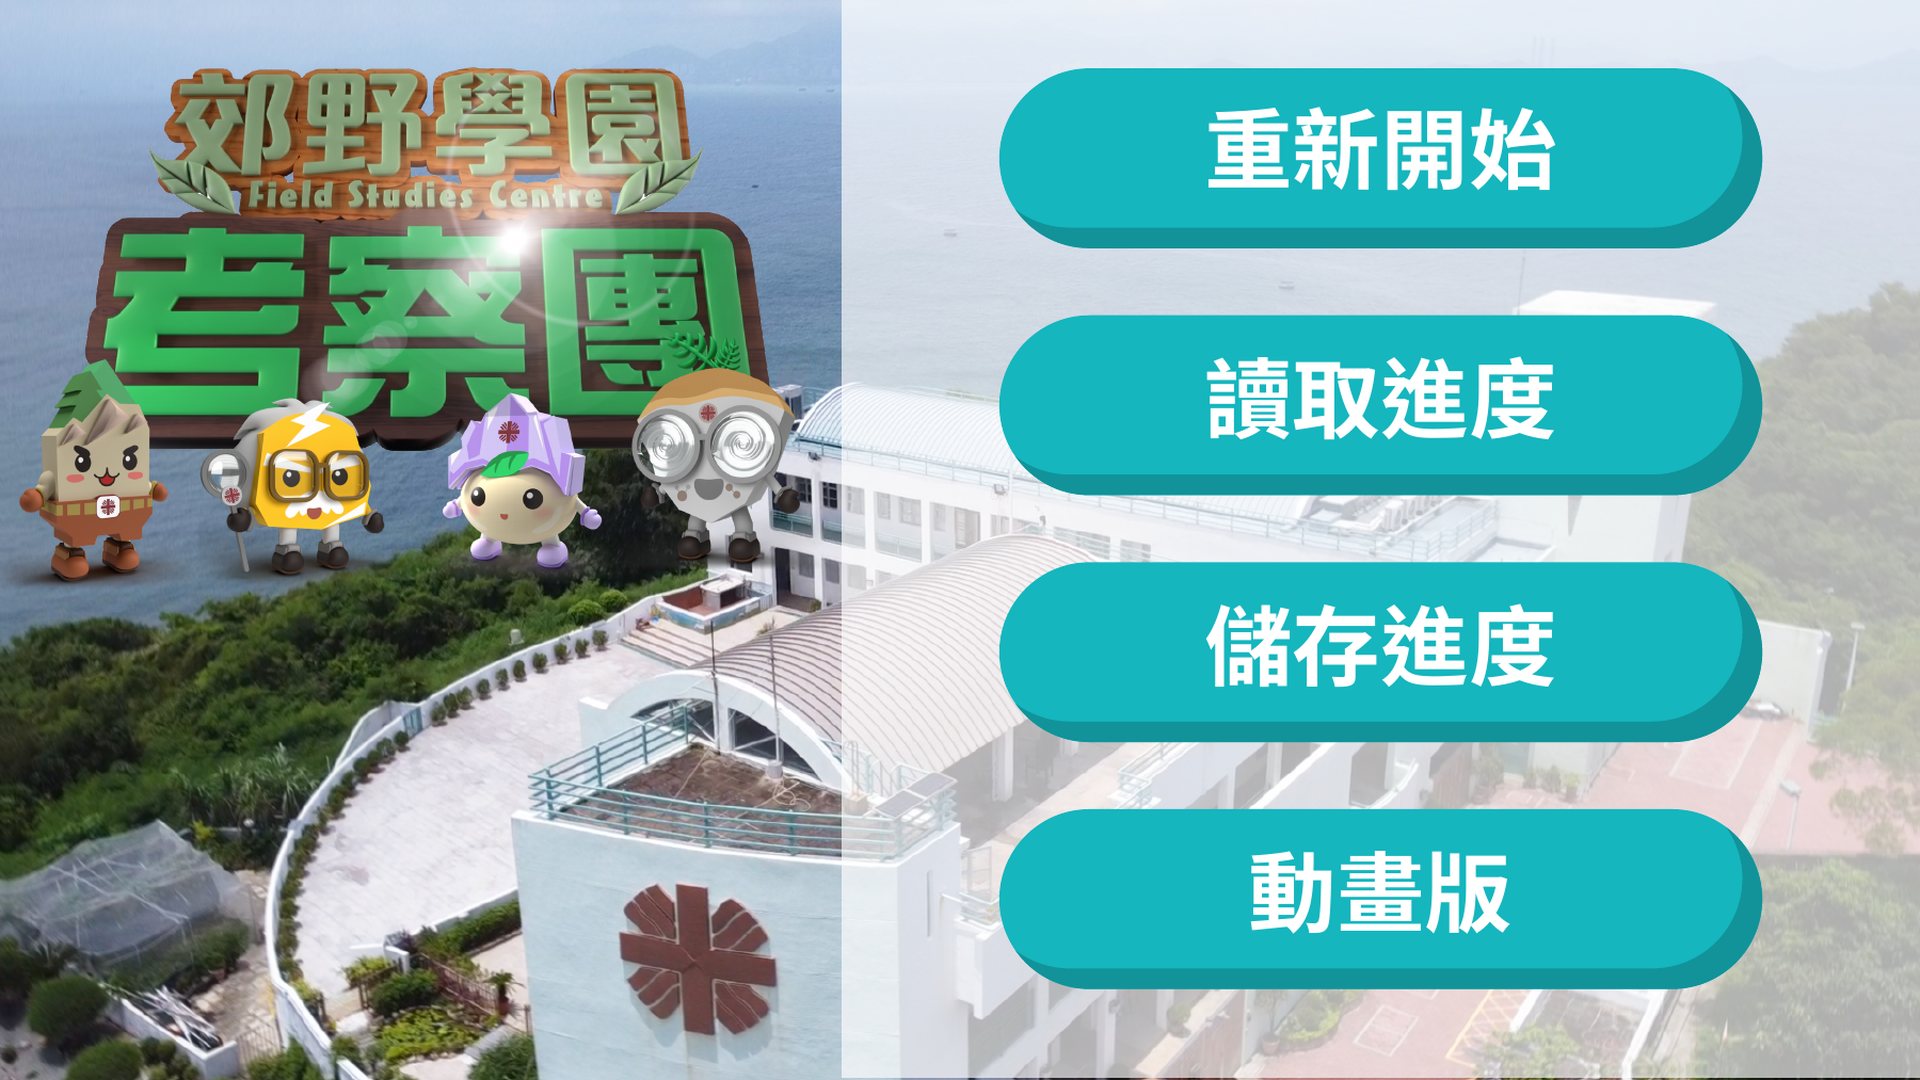 郊野學園
Field Studies Centre
考察團
重新開始
讀取進度
儲存進度
動畫版